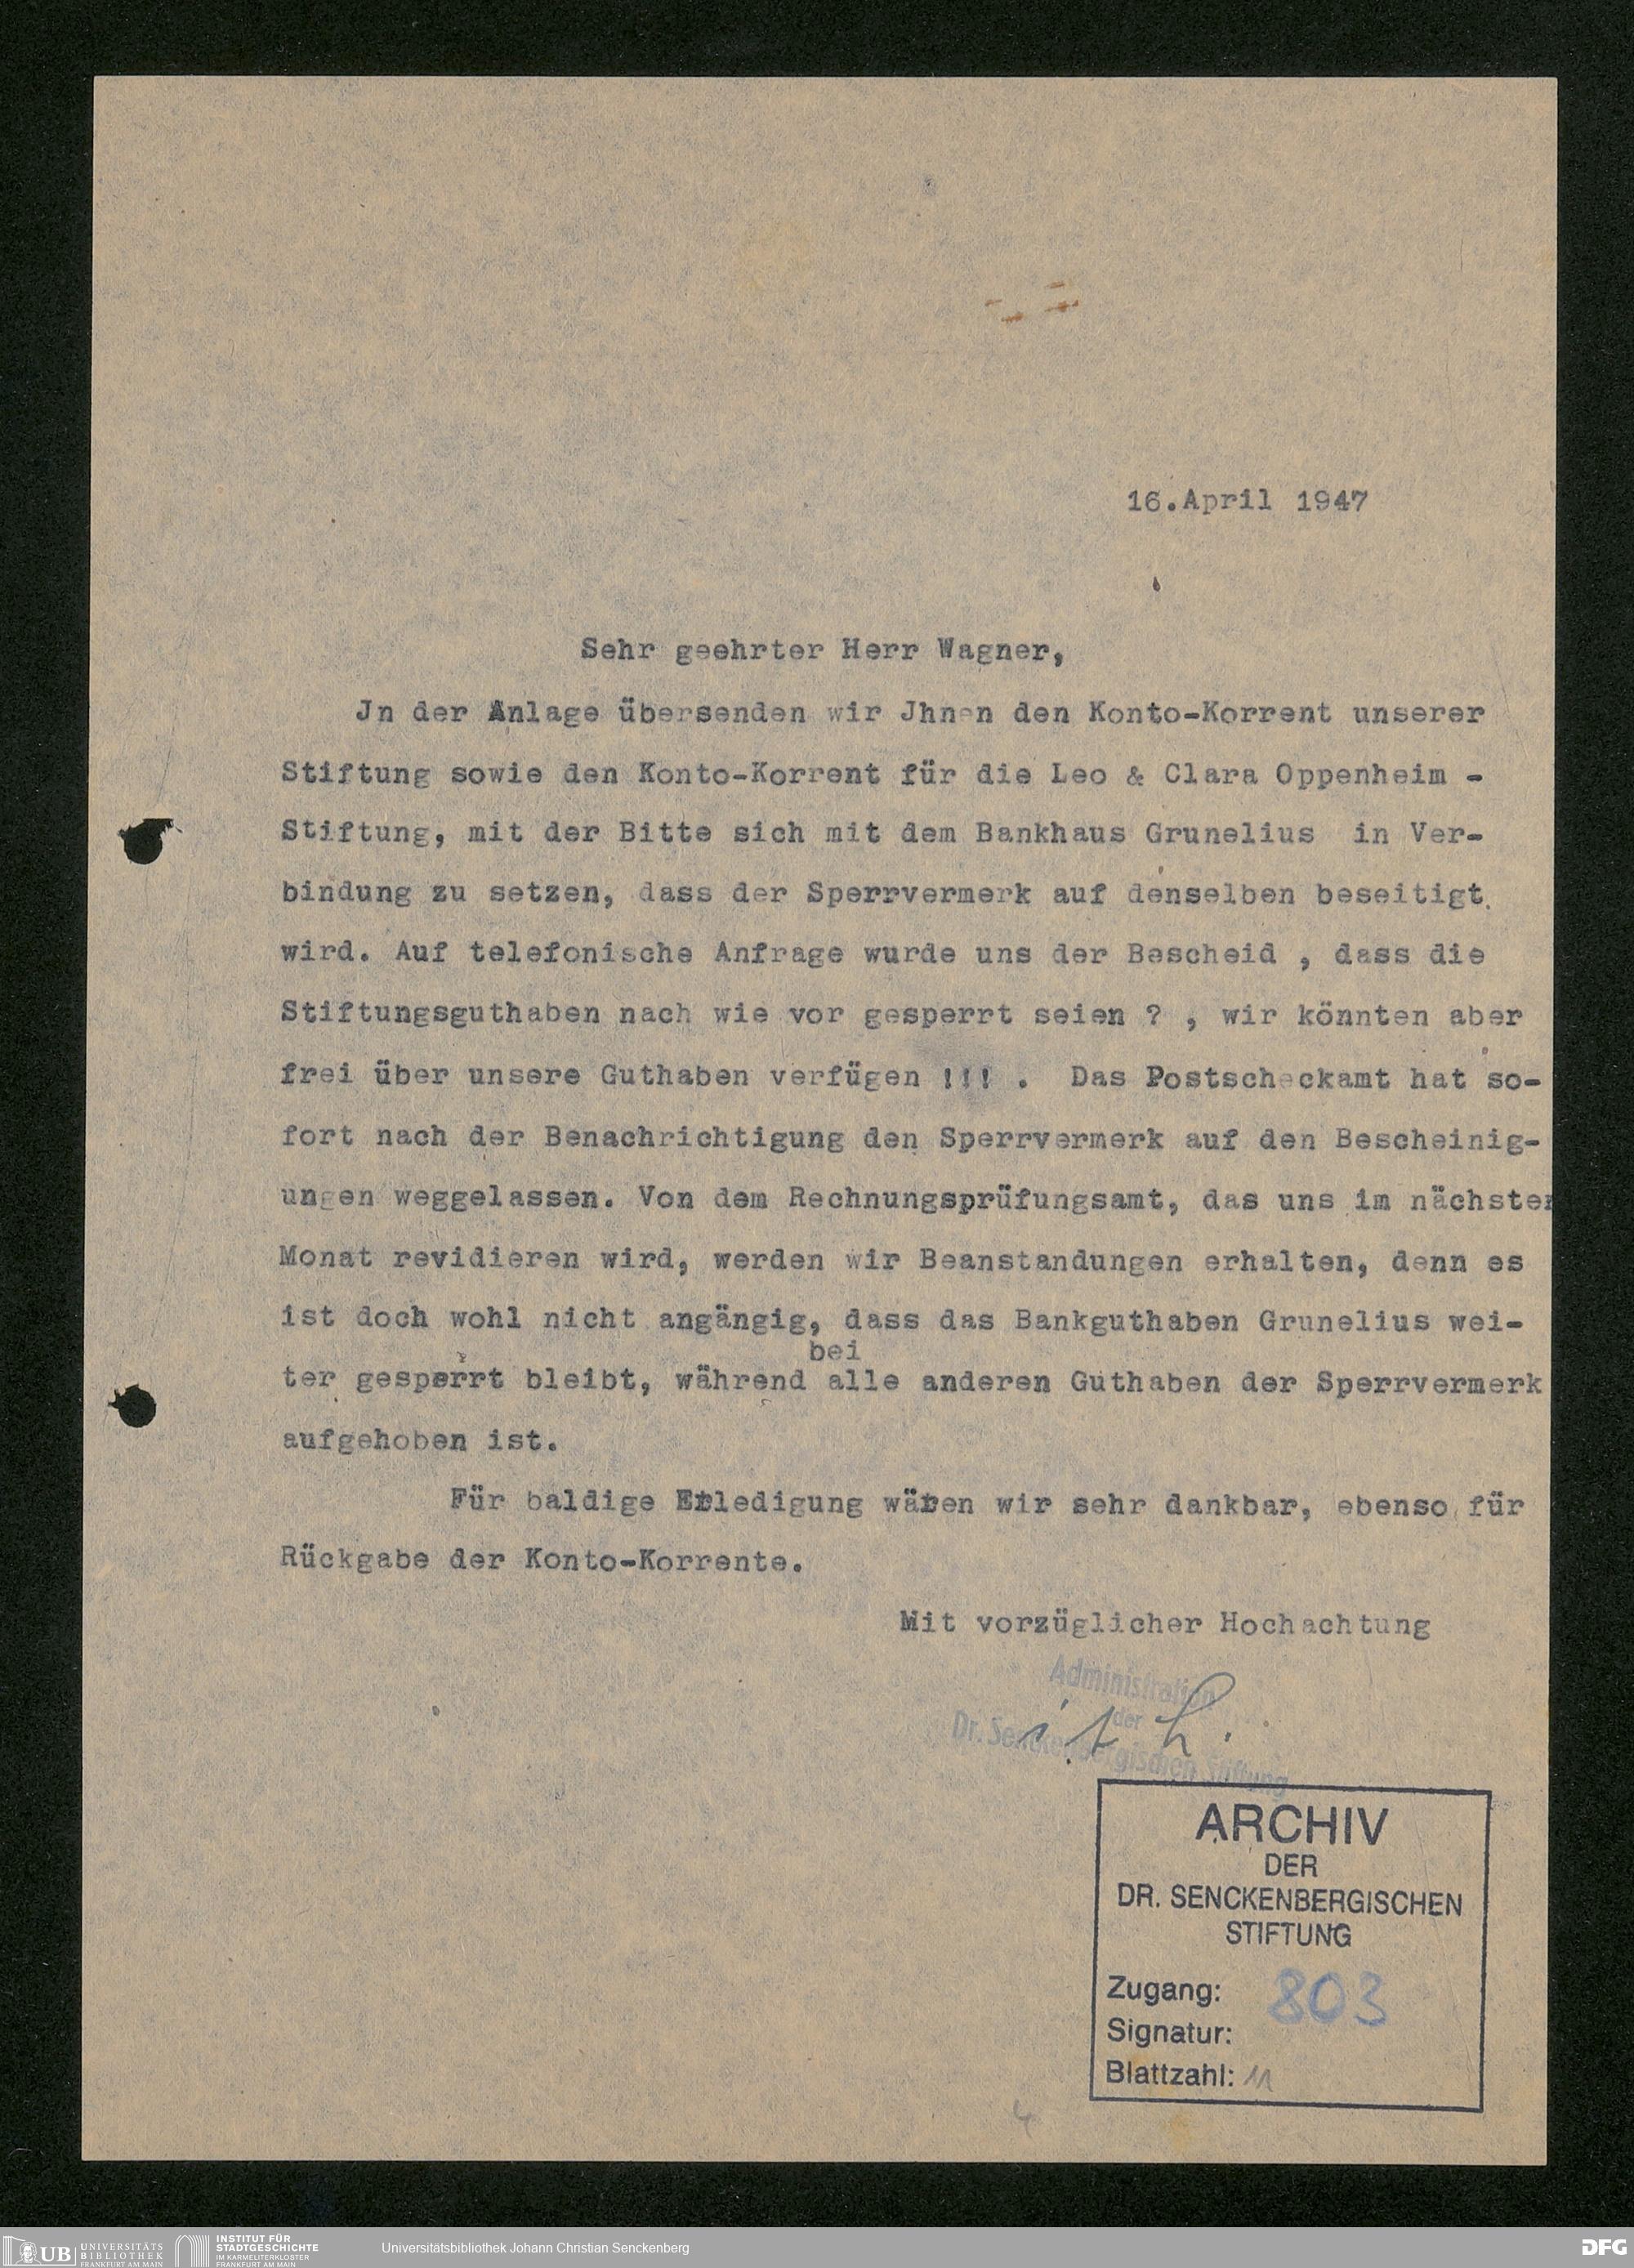 16.April 1947
Sehr geehrter Herr Wagner,
Jn der Anlage übersenden wir Jhnen den Konto-Korrent unserer
Stiftung sowie den Konto-Korrent für die Leo & Clara Oppenheim -
Stiftung, mit der Bitte sich mit dem Bankhaus Grunelius in Ver-
bindung zu setzen, dass der Sperrvermerk auf denselben beseitigt
wird. Auf telefonische Anfrage wurde uns der Bescheid , dass die
Stiftungsguthaben nach wie vor gesperrt seien ? , wir könnten aber
frei über unsere Guthaben verfügen !!! . Das Postscheckamt hat so-
fort nach der Benachrichtigung den Sperrvermerk auf den Bescheinig-
ungen weggelassen. Von dem Rechnungsprüfungsamt, das uns im nächsten
Monat revidieren wird, werden wir Beanstandungen erhalten, denn es
ist doch wohl nicht angängig, dass das Bankguthaben Grunelius wei-
bei
ter gesperrt bleibt, während alle anderen Guthaben der Sperrvermerk
aufgehoben ist.
Für baldige Erledigung wären wir sehr dankbar, ebenso für
Rückgabe der Konto-Korrente.
Mit vorzüglicher Hochachtung
Administration
der
Dr. Senckenbergischen Stiftung
ARCHIV
DER
DR. SENCKENBERGISCHEN
STIFTUNG
Zugang: 803
Signatur:
Blattzahl: 11
4
UB UNIVERSITÄTS
BIBLIOTHEK
FRANKFURT AM MAIN
INSTITUT FÜR
STADTGESCHICHTE
IM KARMELITERKLOSTER
FRANKFURT AM MAIN
Universitätsbibliothek Johann Christian Senckenberg
DFG